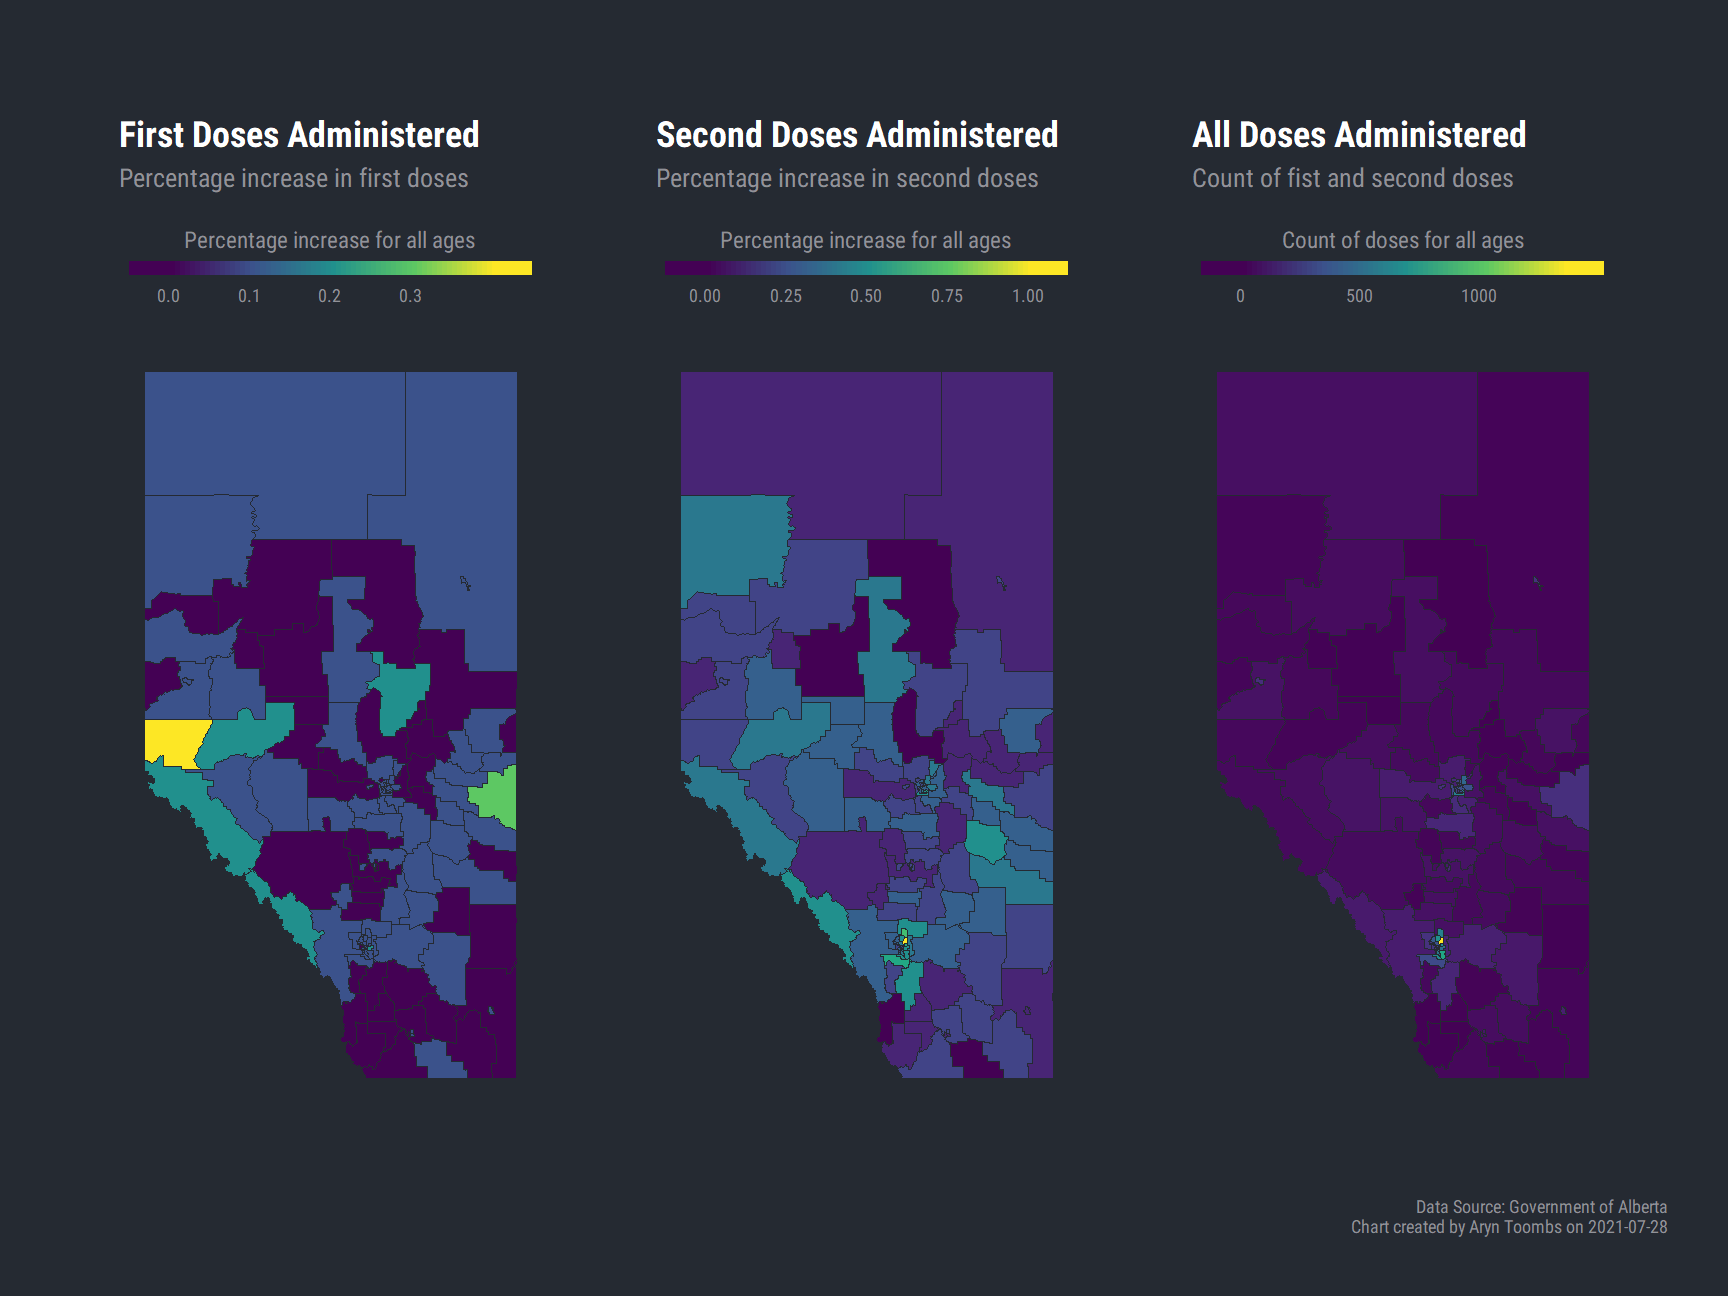 First Doses Administered
Percentage increase in first doses
Percentage increase for all ages
0.0 0.1 0.2 0.3
Second Doses Administered
Percentage increase in second doses
Percentage increase for all ages
0.00 0.25 0.50 0.75 1.00
All Doses Administered
Count of fist and second doses
Count of doses for all ages
0 500 1000
Data Source: Government of Alberta
Chart created by Aryn Toombs on 2021-07-28